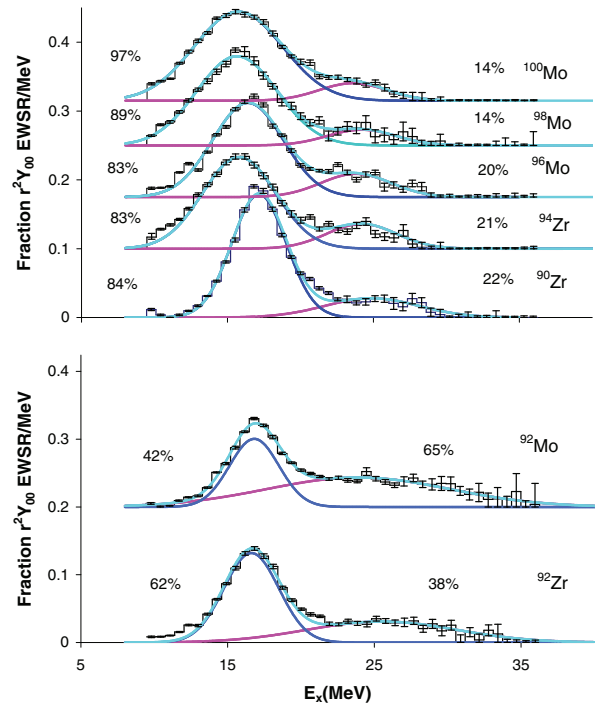 Fraction r²Y₀₀ EWSR/MeV
0.4
0.3
0.2
0.1
0
97%
14%
¹⁰⁰Mo
89%
14%
⁹⁸Mo
83%
20%
⁹⁶Mo
83%
21%
⁹⁴Zr
84%
22%
⁹⁰Zr
Fraction r²Y₀₀ EWSR/MeV
0.4
0.3
0.2
0.1
0
42%
65%
⁹²Mo
62%
38%
⁹²Zr
5
15
25
35
Eₓ(MeV)